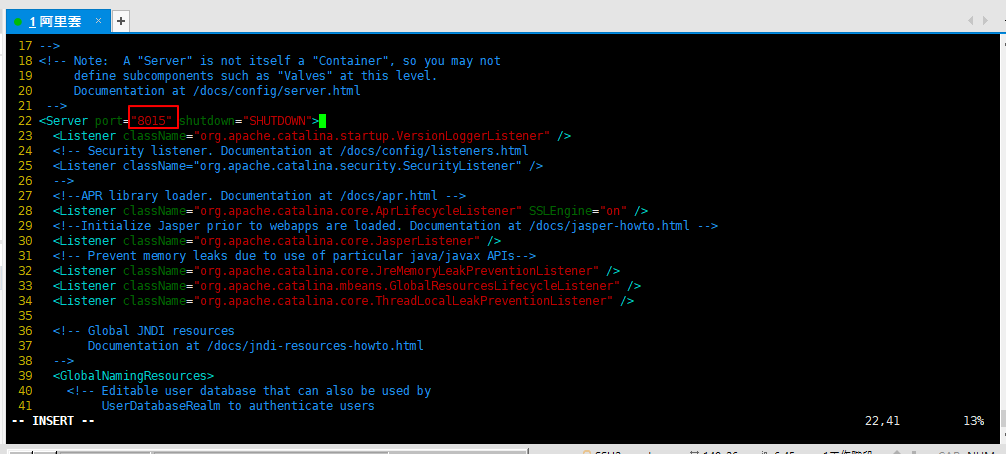 1 阿里雲 × +
17 -->
18 <!-- Note:  A "Server" is not itself a "Container", so you may not
19      define subcomponents such as "Valves" at this level.
20      Documentation at /docs/config/server.html
21  -->
22 <Server port="8015" shutdown="SHUTDOWN">
23   <Listener className="org.apache.catalina.startup.VersionLoggerListener" />
24   <!-- Security listener. Documentation at /docs/config/listeners.html
25   <Listener className="org.apache.catalina.security.SecurityListener" />
26   -->
27   <!--APR library loader. Documentation at /docs/apr.html -->
28   <Listener className="org.apache.catalina.core.AprLifecycleListener" SSLEngine="on" />
29   <!--Initialize Jasper prior to webapps are loaded. Documentation at /docs/jasper-howto.html -->
30   <Listener className="org.apache.catalina.core.JasperListener" />
31   <!-- Prevent memory leaks due to use of particular java/javax APIs-->
32   <Listener className="org.apache.catalina.core.JreMemoryLeakPreventionListener" />
33   <Listener className="org.apache.catalina.mbeans.GlobalResourcesLifecycleListener" />
34   <Listener className="org.apache.catalina.core.ThreadLocalLeakPreventionListener" />
35
36   <!-- Global JNDI resources
37        Documentation at /docs/jndi-resources-howto.html
38   -->
39   <GlobalNamingResources>
40     <!-- Editable user database that can also be used by
41          UserDatabaseRealm to authenticate users
-- INSERT -- 22,41 13%